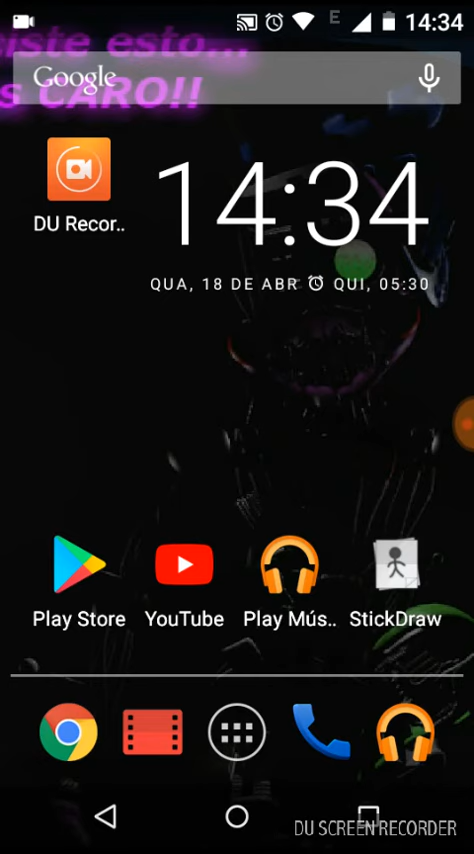 E 14:34
iste esto...
Google
s CARO!!
DU Recor..
14:34
QUA, 18 DE ABR QUI, 05:30
Play Store YouTube Play Mús.. StickDraw
DU SCREEN RECORDER